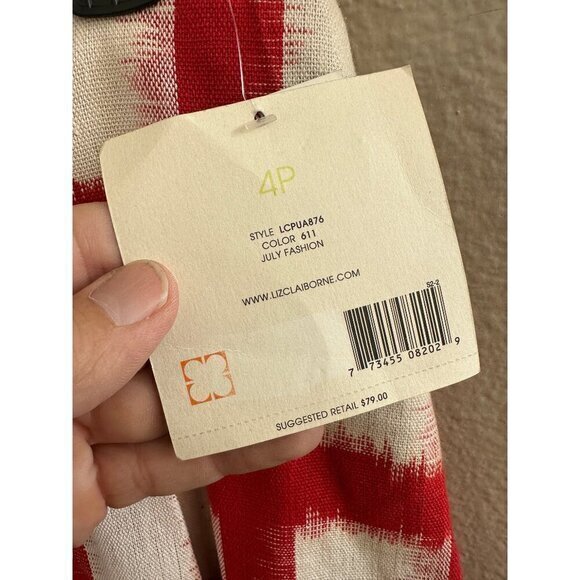 4P
STYLE LCPUA876
COLOR 611
JULY FASHION
WWW.LIZCLAIBORNE.COM
S2-2
7 73455 08202 9
SUGGESTED RETAIL $79.00